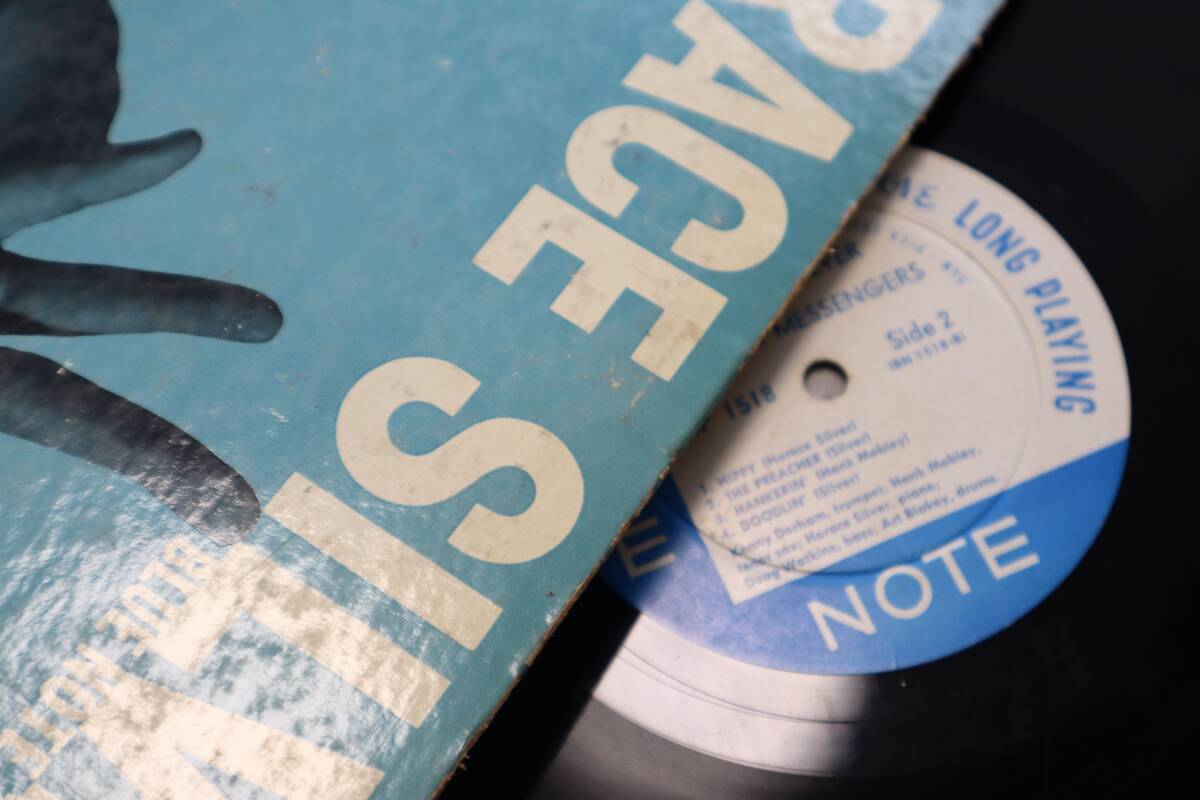 RACE
SIL
BLUE NOTE
LONG PLAYING
MESSENGERS
Side 2
1518
1. HIPPY (Horace Silver)
2. THE PREACHER (Silver)
3. HANKERIN' (Hank Mobley)
4. DOODLIN' (Silver)
Kenny Dorham, trumpet; Hank Mobley,
tenor sax; Horace Silver, piano;
Doug Watkins, bass; Art Blakey, drums
E NOTE